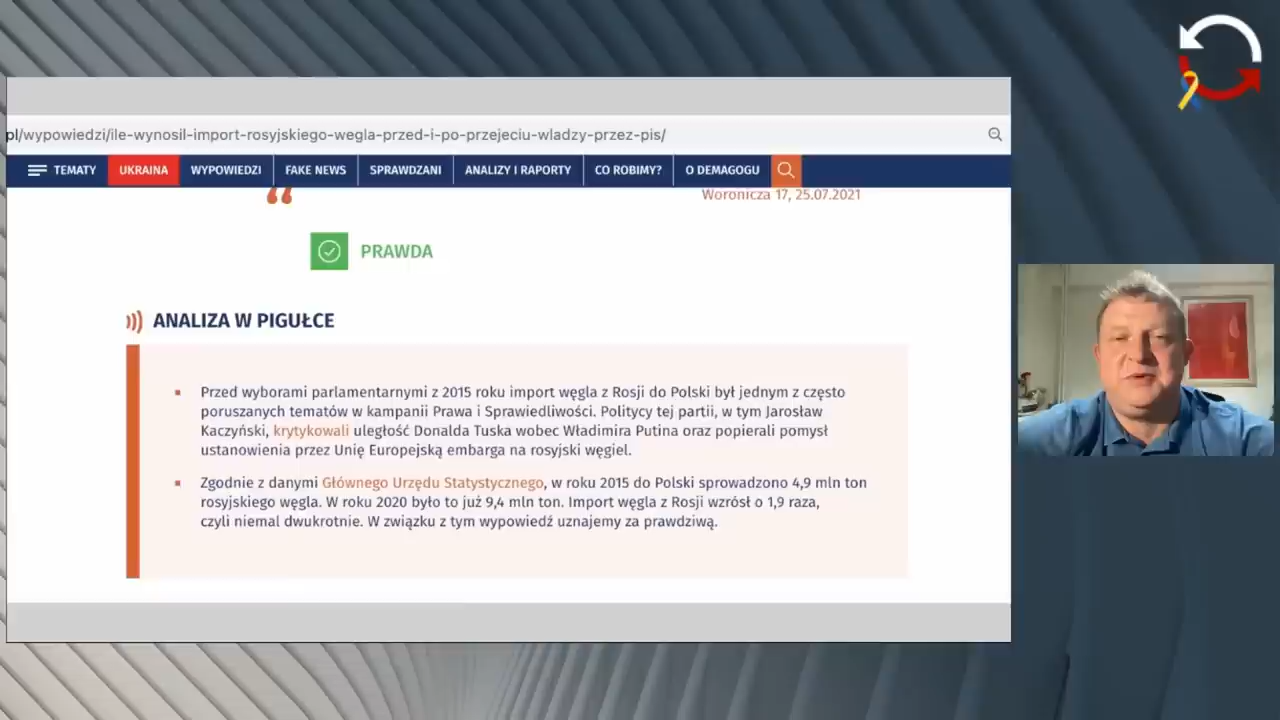 pl/wypowiedzi/ile-wynosil-import-rosyjskiego-wegla-przed-i-po-przejeciu-wladzy-przez-pis/
TEMATY UKRAINA WYPOWIEDZI FAKE NEWS SPRAWDZANI ANALIZY I RAPORTY CO ROBIMY? O DEMAGOGU
“
Woronicza 17, 25.07.2021
PRAWDA
ANALIZA W PIGUŁCE
Przed wyborami parlamentarnymi z 2015 roku import węgla z Rosji do Polski był jednym z często
poruszanych tematów w kampanii Prawa i Sprawiedliwości. Politycy tej partii, w tym Jarosław
Kaczyński, krytykowali uległość Donalda Tuska wobec Władimira Putina oraz popierali pomysł
ustanowienia przez Unię Europejską embarga na rosyjski węgiel.
Zgodnie z danymi Głównego Urzędu Statystycznego, w roku 2015 do Polski sprowadzono 4,9 mln ton
rosyjskiego węgla. W roku 2020 było to już 9,4 mln ton. Import węgla z Rosji wzrósł o 1,9 raza,
czyli niemal dwukrotnie. W związku z tym wypowiedź uznajemy za prawdziwą.